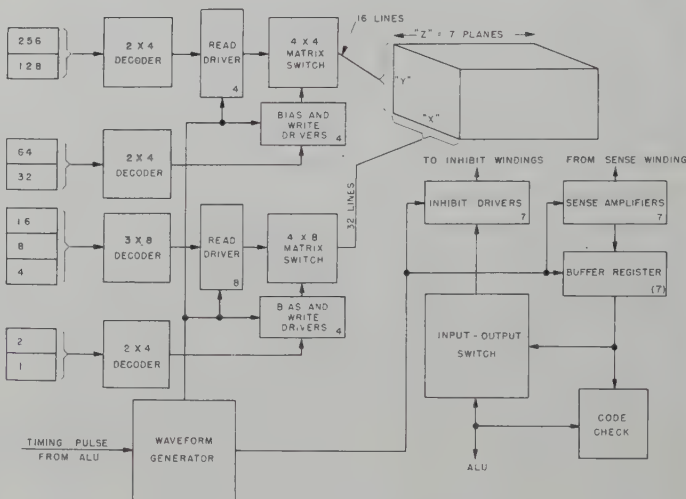 256
128
2 X 4
DECODER
READ
DRIVER
4
4 X 4
MATRIX
SWITCH
16 LINES
"Z" = 7 PLANES
"Y"
"X"
BIAS AND
WRITE
DRIVERS
4
64
32
2 X 4
DECODER
TO INHIBIT WINDINGS
FROM SENSE WINDING
INHIBIT DRIVERS
7
SENSE AMPLIFIERS
7
16
8
4
3 X 8
DECODER
READ
DRIVER
8
4 X 8
MATRIX
SWITCH
32 LINES
BUFFER REGISTER
(7)
BIAS AND
WRITE
DRIVERS
4
2
1
2 X 4
DECODER
INPUT - OUTPUT
SWITCH
CODE
CHECK
TIMING PULSE
FROM ALU
WAVEFORM
GENERATOR
ALU